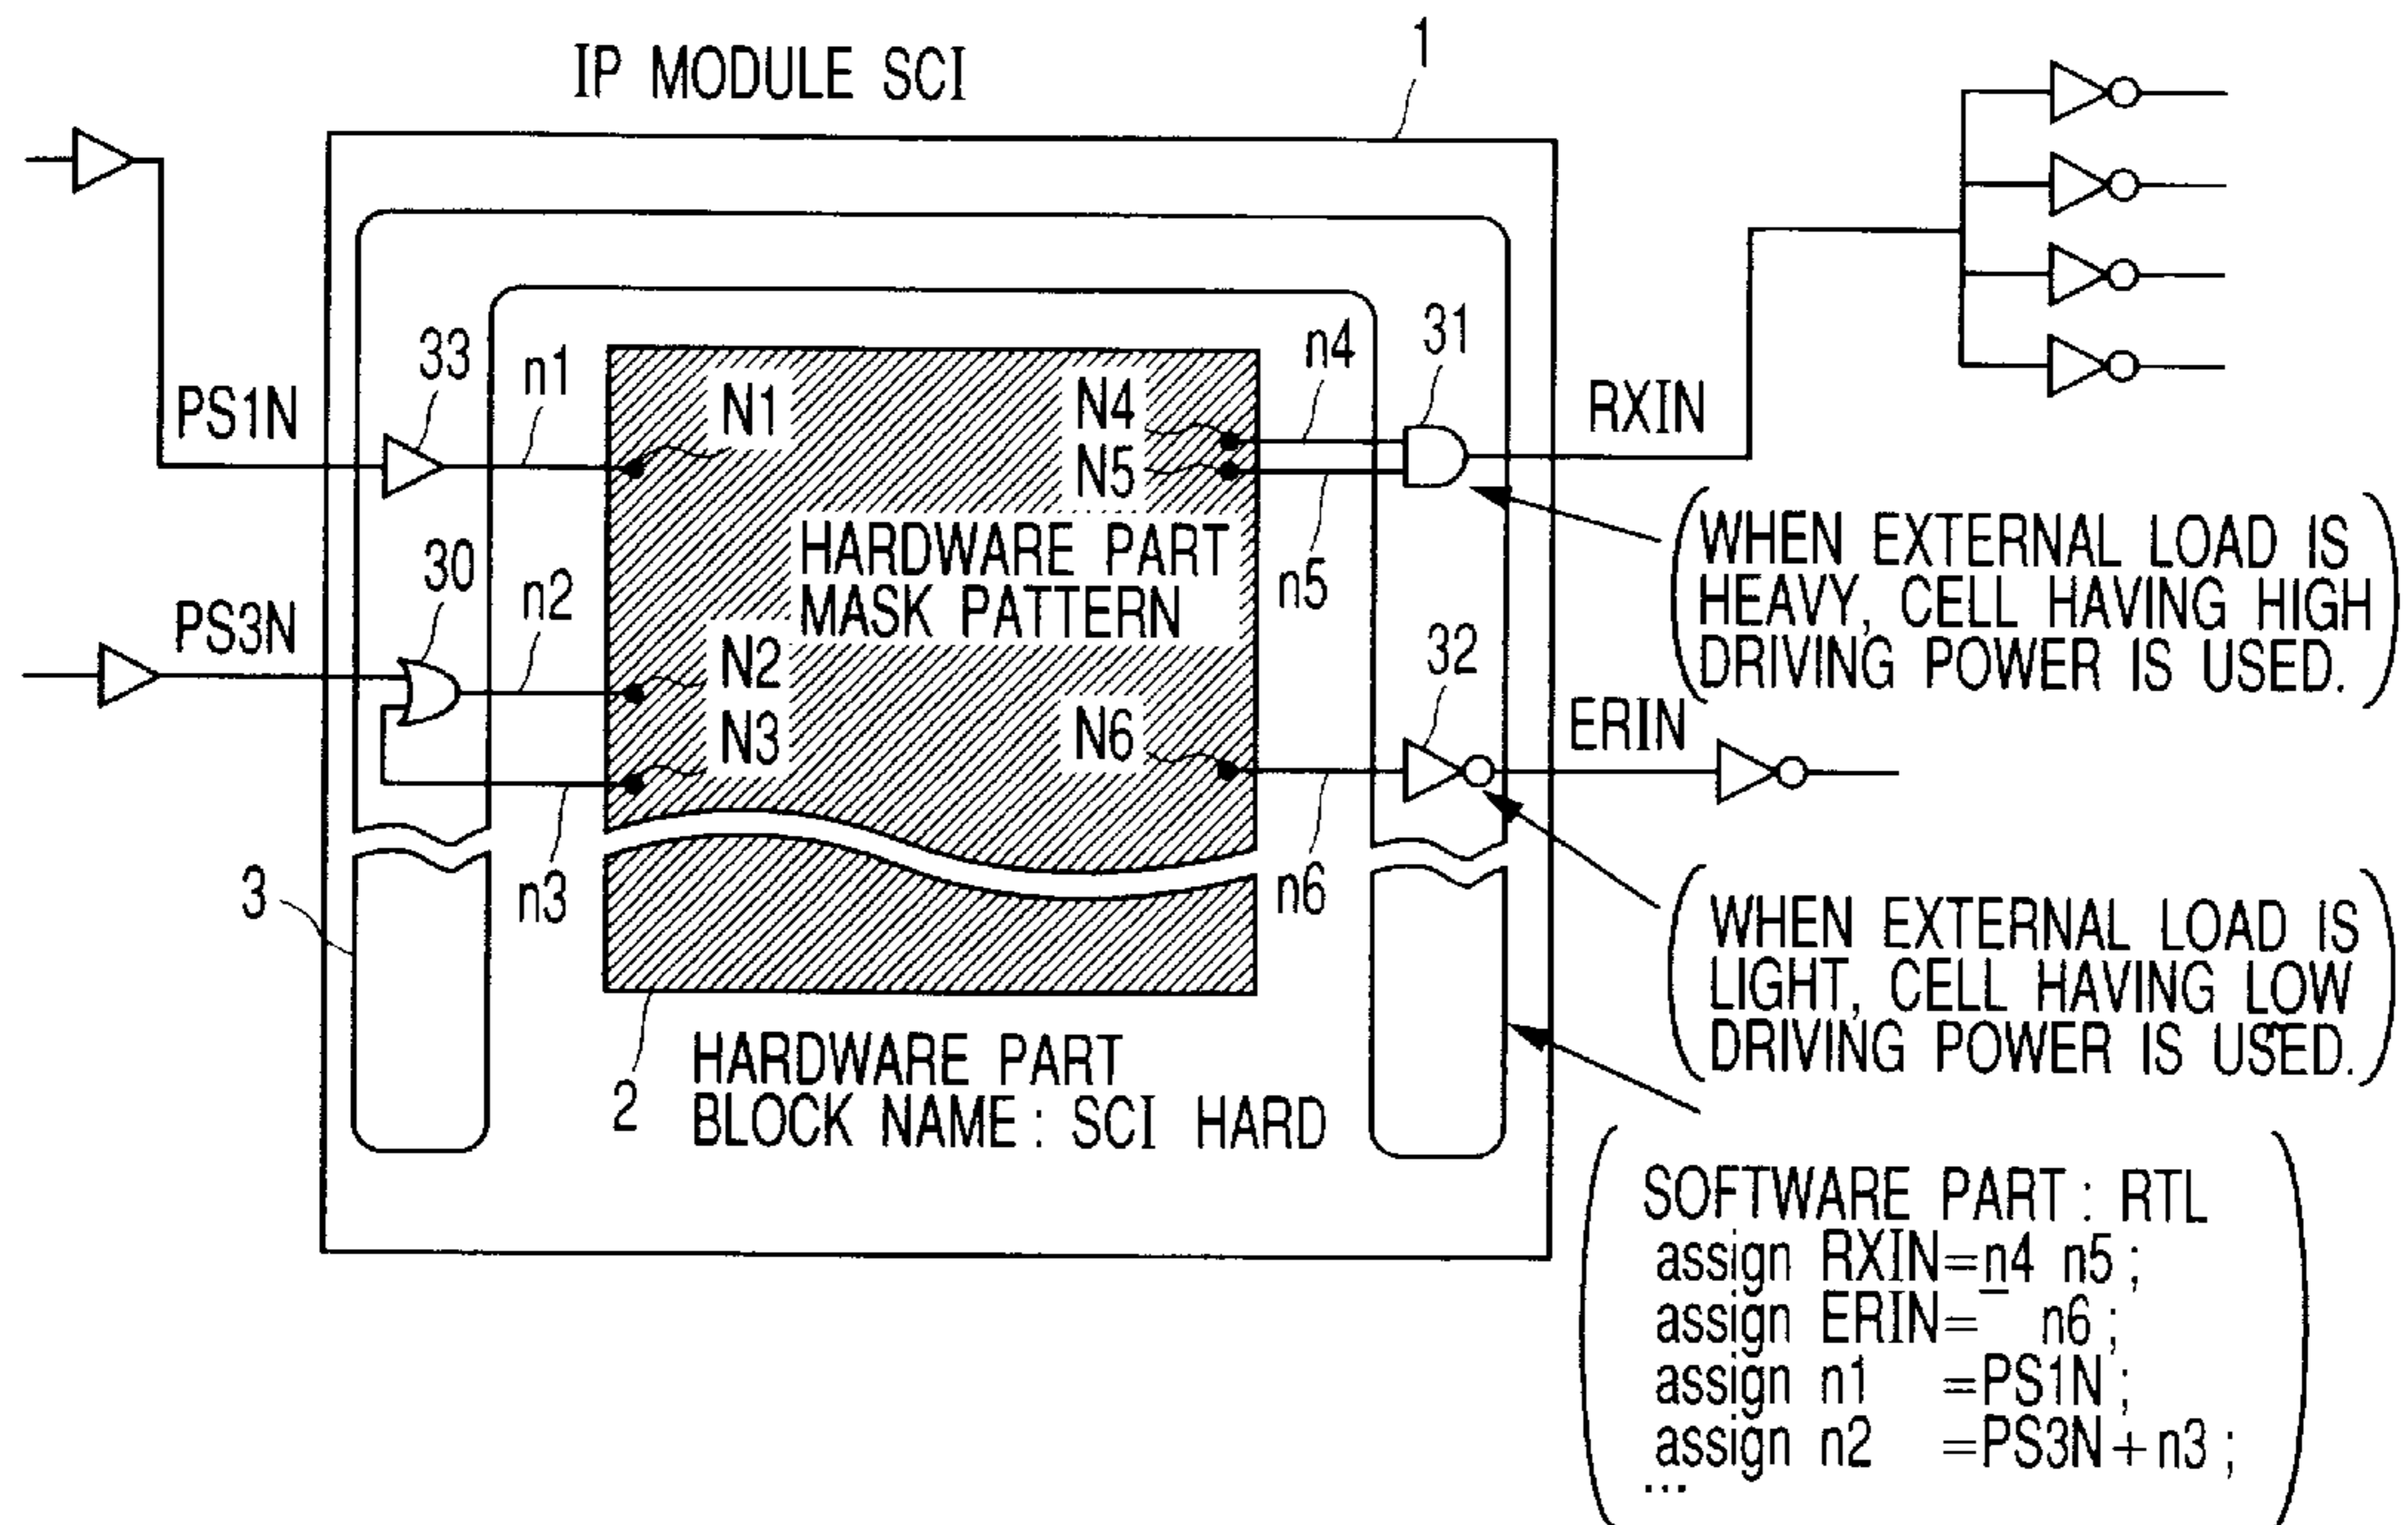 IP MODULE SCI
1
33
n1
PS1N
N1
N4
N5
n4
31
RXIN
n5
HARDWARE PART
MASK PATTERN
30
n2
PS3N
N2
N3
N6
32
ERIN
n3
n6
3
2
HARDWARE PART
BLOCK NAME : SCI HARD
WHEN EXTERNAL LOAD IS
HEAVY, CELL HAVING HIGH
DRIVING POWER IS USED.
WHEN EXTERNAL LOAD IS
LIGHT, CELL HAVING LOW
DRIVING POWER IS USED.
SOFTWARE PART : RTL
assign RXIN=n4 n5 ;
assign ERIN= n6 ;
assign n1 =PS1N ;
assign n2 =PS3N+n3 ;
...